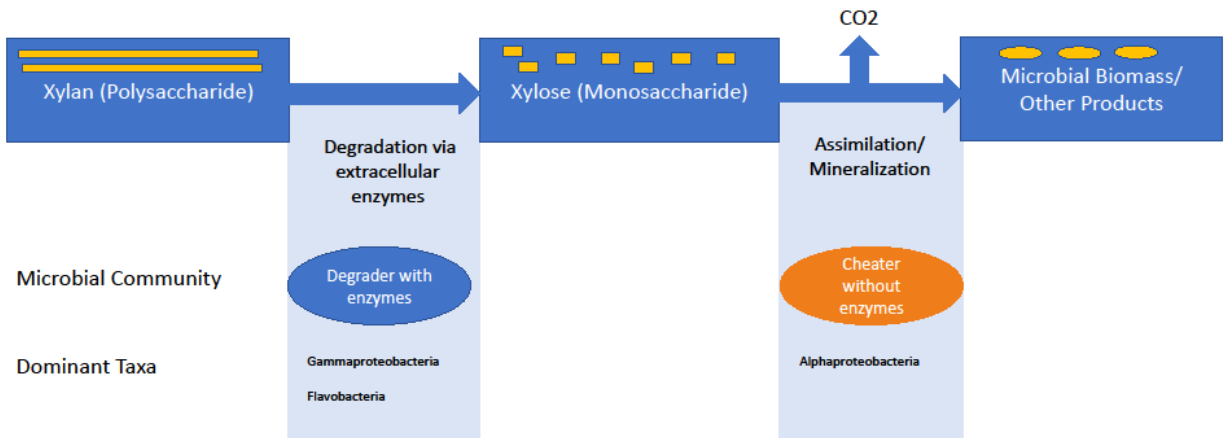 CO2
Xylan (Polysaccharide)
Xylose (Monosaccharide)
Microbial Biomass/
Other Products
Degradation via
extracellular
enzymes
Assimilation/
Mineralization
Microbial Community
Degrader with
enzymes
Cheater
without
enzymes
Dominant Taxa
Gammaproteobacteria
Flavobacteria
Alphaproteobacteria